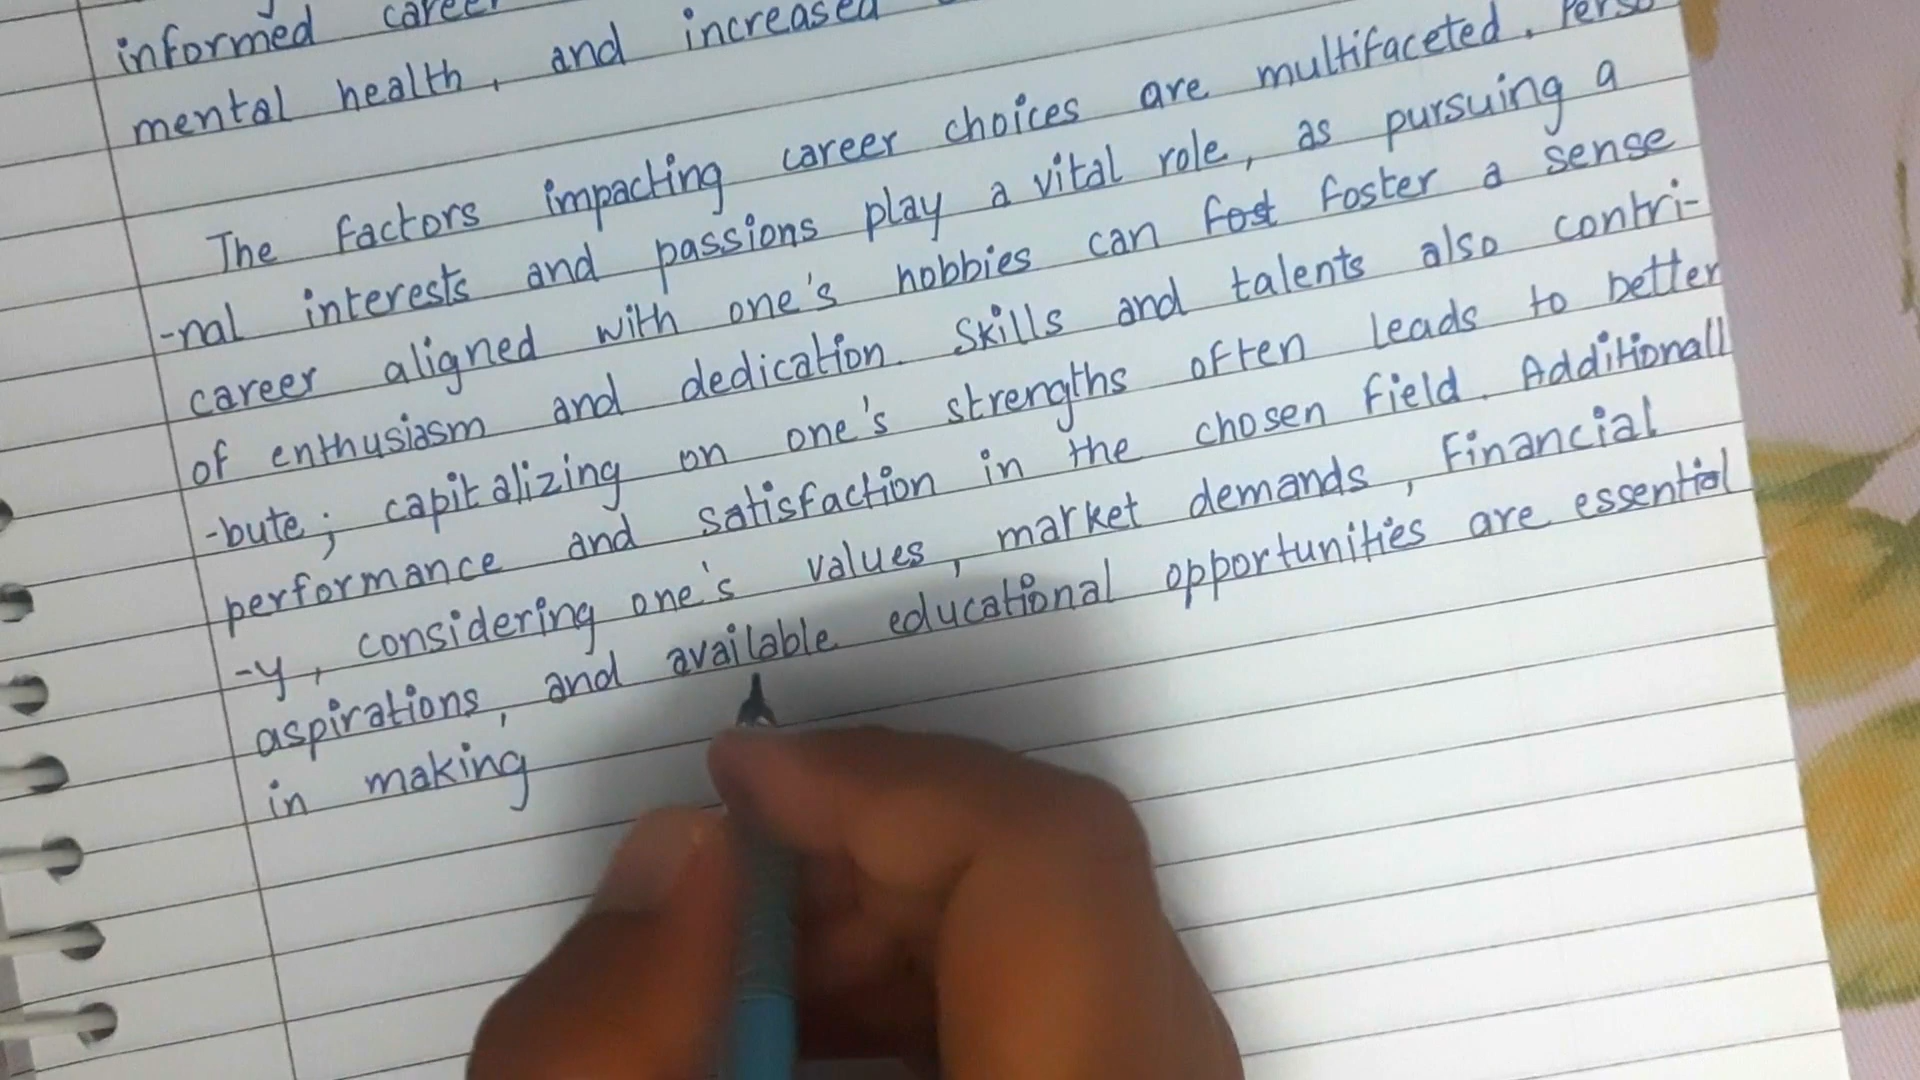 informed career
mental health, and increased
The factors impacting career choices are multifaceted. Perso
-nal interests and passions play a vital role, as pursuing a
career aligned with one's hobbies can fost foster a sense
of enthusiasm and dedication. Skills and talents also contri-
-bute; capitalizing on one's strengths often leads to better
performance and satisfaction in the chosen field. Additionall
-y, considering one's values, market demands, financial
aspirations, and available educational opportunities are essential
in making